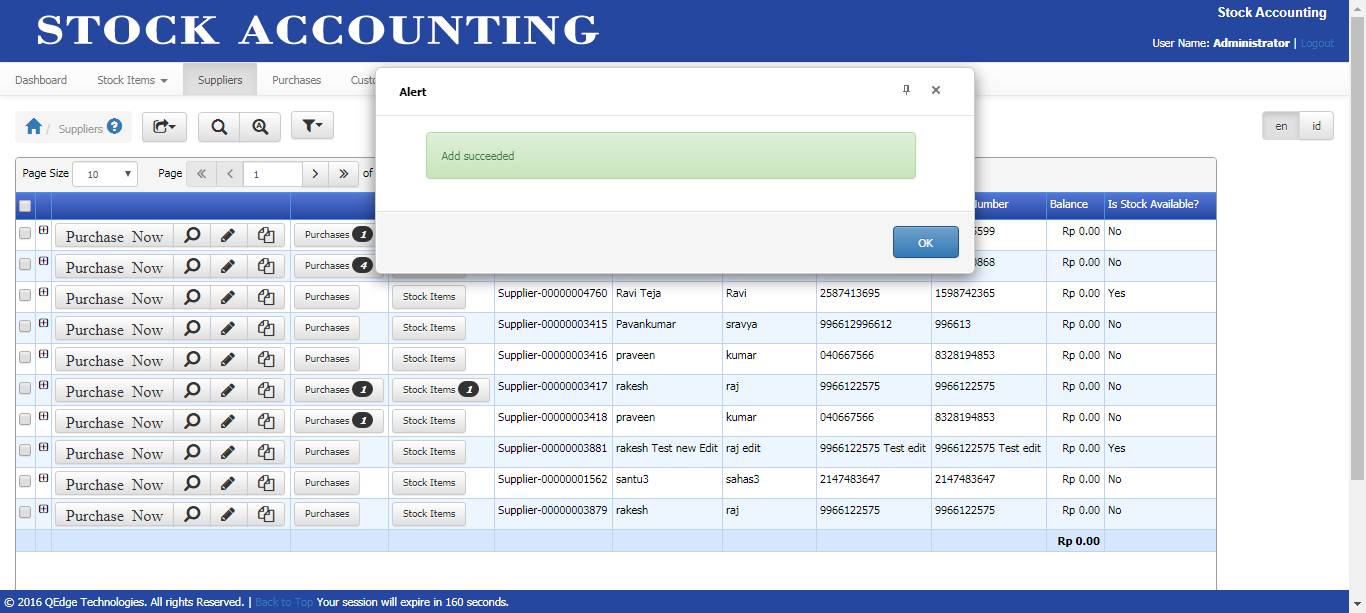 STOCK ACCOUNTING
Stock Accounting
User Name: Administrator | Logout
Dashboard Stock Items Suppliers Purchases
Alert
Suppliers
en id
Add succeeded
Page Size 10 Page 1 of
OK
Number Balance Is Stock Available?
Purchase Now Purchases 1 Rp 0.00 No
Purchase Now Purchases 4 Rp 0.00 No
Purchase Now Purchases Stock Items Supplier-00000004760 Ravi Teja Ravi 2587413695 1598742365 Rp 0.00 Yes
Purchase Now Purchases Stock Items Supplier-00000003415 Pavankumar sravya 996612996612 996613 Rp 0.00 No
Purchase Now Purchases Stock Items Supplier-00000003416 praveen kumar 040667566 8328194853 Rp 0.00 No
Purchase Now Purchases 1 Stock Items 1 Supplier-00000003417 rakesh raj 9966122575 9966122575 Rp 0.00 No
Purchase Now Purchases 1 Stock Items Supplier-00000003418 praveen kumar 040667566 8328194853 Rp 0.00 No
Purchase Now Purchases Stock Items Supplier-00000003881 rakesh Test new Edit raj edit 9966122575 Test edit 9966122575 Test edit Rp 0.00 Yes
Purchase Now Purchases Stock Items Supplier-00000001562 santu3 sahas3 2147483647 2147483647 Rp 0.00 No
Purchase Now Purchases Stock Items Supplier-00000003879 rakesh raj 9966122575 9966122575 Rp 0.00 No
Rp 0.00
© 2016 QEdge Technologies. All rights Reserved. | Back to Top Your session will expire in 160 seconds.